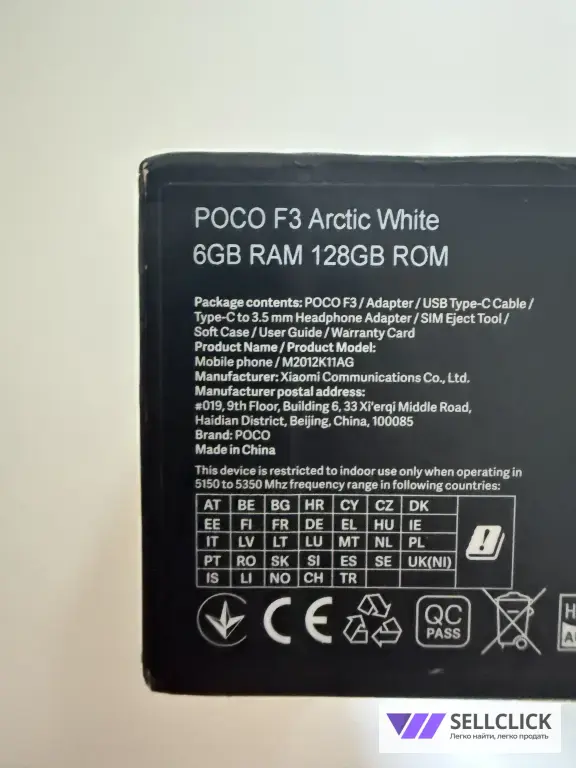 POCO F3 Arctic White
6GB RAM 128GB ROM
Package contents: POCO F3 / Adapter / USB Type-C Cable /
Type-C to 3.5 mm Headphone Adapter / SIM Eject Tool /
Soft Case / User Guide / Warranty Card
Product Name / Product Model:
Mobile phone / M2012K11AG
Manufacturer: Xiaomi Communications Co., Ltd.
Manufacturer postal address:
#019, 9th Floor, Building 6, 33 Xi'erqi Middle Road,
Haidian District, Beijing, China, 100085
Brand: POCO
Made in China
This device is restricted to indoor use only when operating in
5150 to 5350 Mhz frequency range in following countries:
AT BE BG HR CY CZ DK
EE FI FR DE EL HU IE
IT LV LT LU MT NL PL
PT RO SK SI ES SE UK(NI)
IS LI NO CH TR
CE QC
PASS
SELLCLICK
Легко найти, легко продать